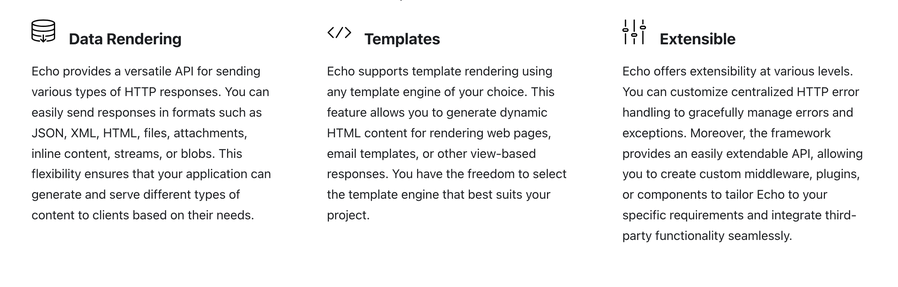 Data Rendering
Echo provides a versatile API for sending
various types of HTTP responses. You can
easily send responses in formats such as
JSON, XML, HTML, files, attachments,
inline content, streams, or blobs. This
flexibility ensures that your application can
generate and serve different types of
content to clients based on their needs.
Templates
Echo supports template rendering using
any template engine of your choice. This
feature allows you to generate dynamic
HTML content for rendering web pages,
email templates, or other view-based
responses. You have the freedom to select
the template engine that best suits your
project.
Extensible
Echo offers extensibility at various levels.
You can customize centralized HTTP error
handling to gracefully manage errors and
exceptions. Moreover, the framework
provides an easily extendable API, allowing
you to create custom middleware, plugins,
or components to tailor Echo to your
specific requirements and integrate third-
party functionality seamlessly.